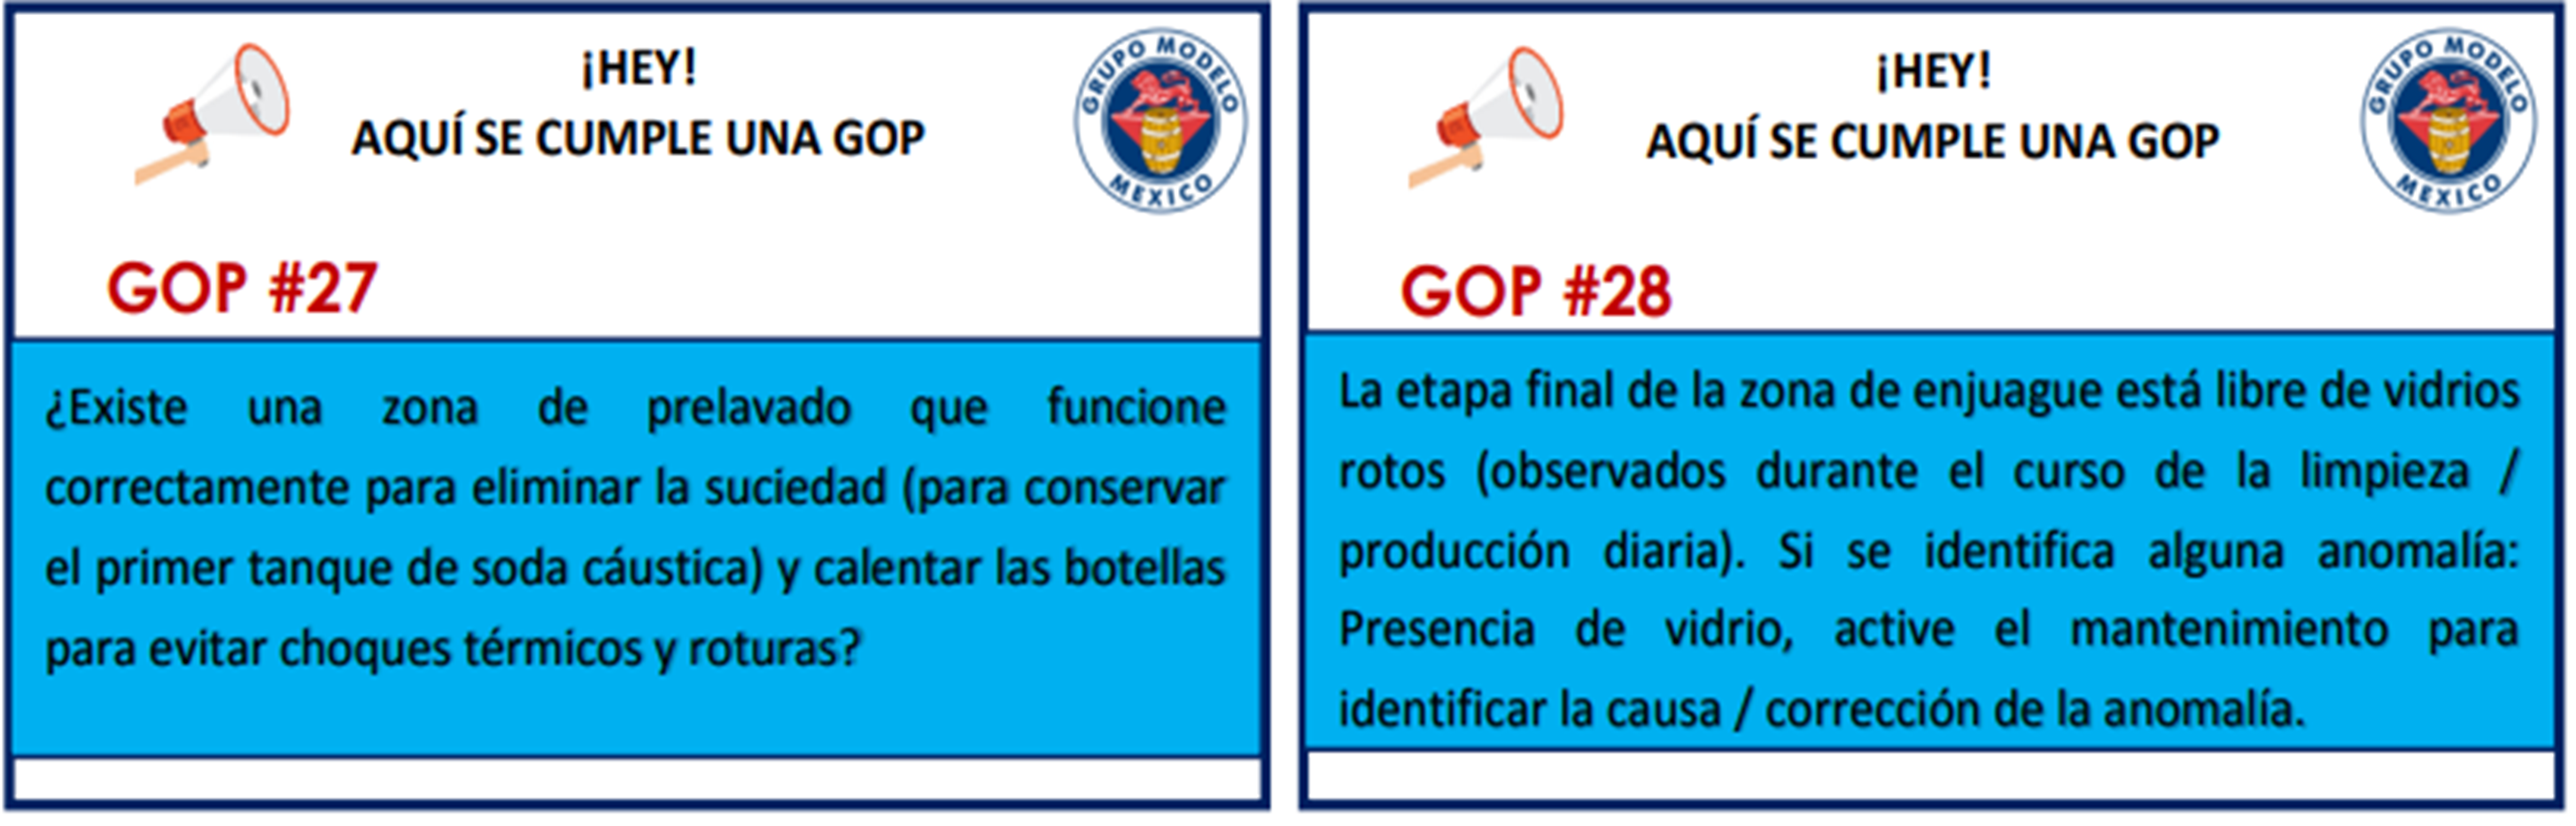 ¡HEY!
AQUÍ SE CUMPLE UNA GOP
GRUPO MODELO
MEXICO
GOP #27
¿Existe una zona de prelavado que funcione
correctamente para eliminar la suciedad (para conservar
el primer tanque de soda cáustica) y calentar las botellas
para evitar choques térmicos y roturas?
¡HEY!
AQUÍ SE CUMPLE UNA GOP
GRUPO MODELO
MEXICO
GOP #28
La etapa final de la zona de enjuague está libre de vidrios
rotos (observados durante el curso de la limpieza /
producción diaria). Si se identifica alguna anomalía:
Presencia de vidrio, active el mantenimiento para
identificar la causa / corrección de la anomalía.